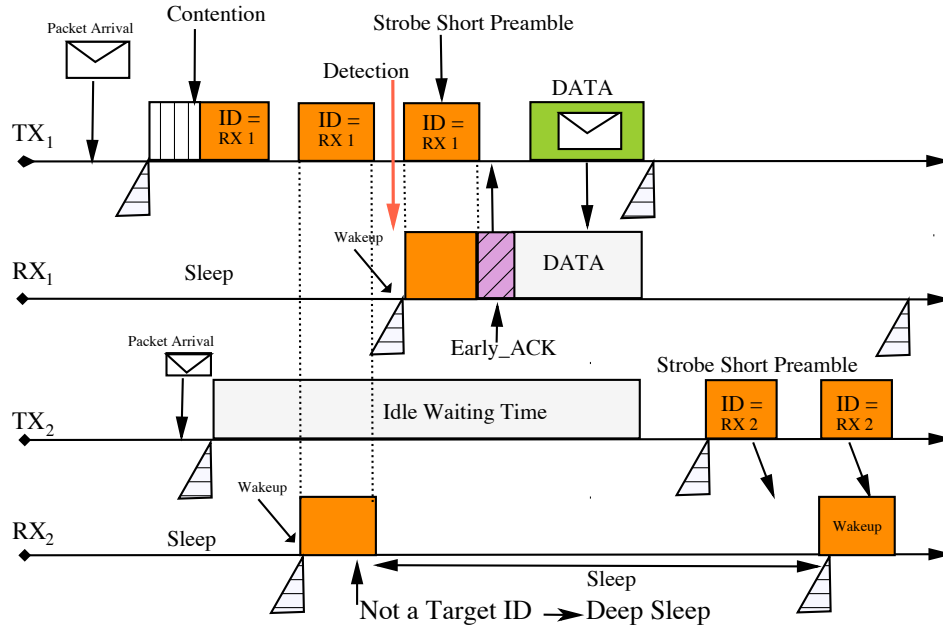 Contention
Strobe Short Preamble
Packet Arrival
Detection
DATA
TX1
ID =
RX 1
ID =
RX 1
ID =
RX 1
Wakeup
RX1
Sleep
DATA
Early_ACK
Packet Arrival
Strobe Short Preamble
TX2
Idle Waiting Time
ID =
RX 2
ID =
RX 2
Wakeup
RX2
Sleep
Wakeup
Sleep
Not a Target ID
Deep Sleep